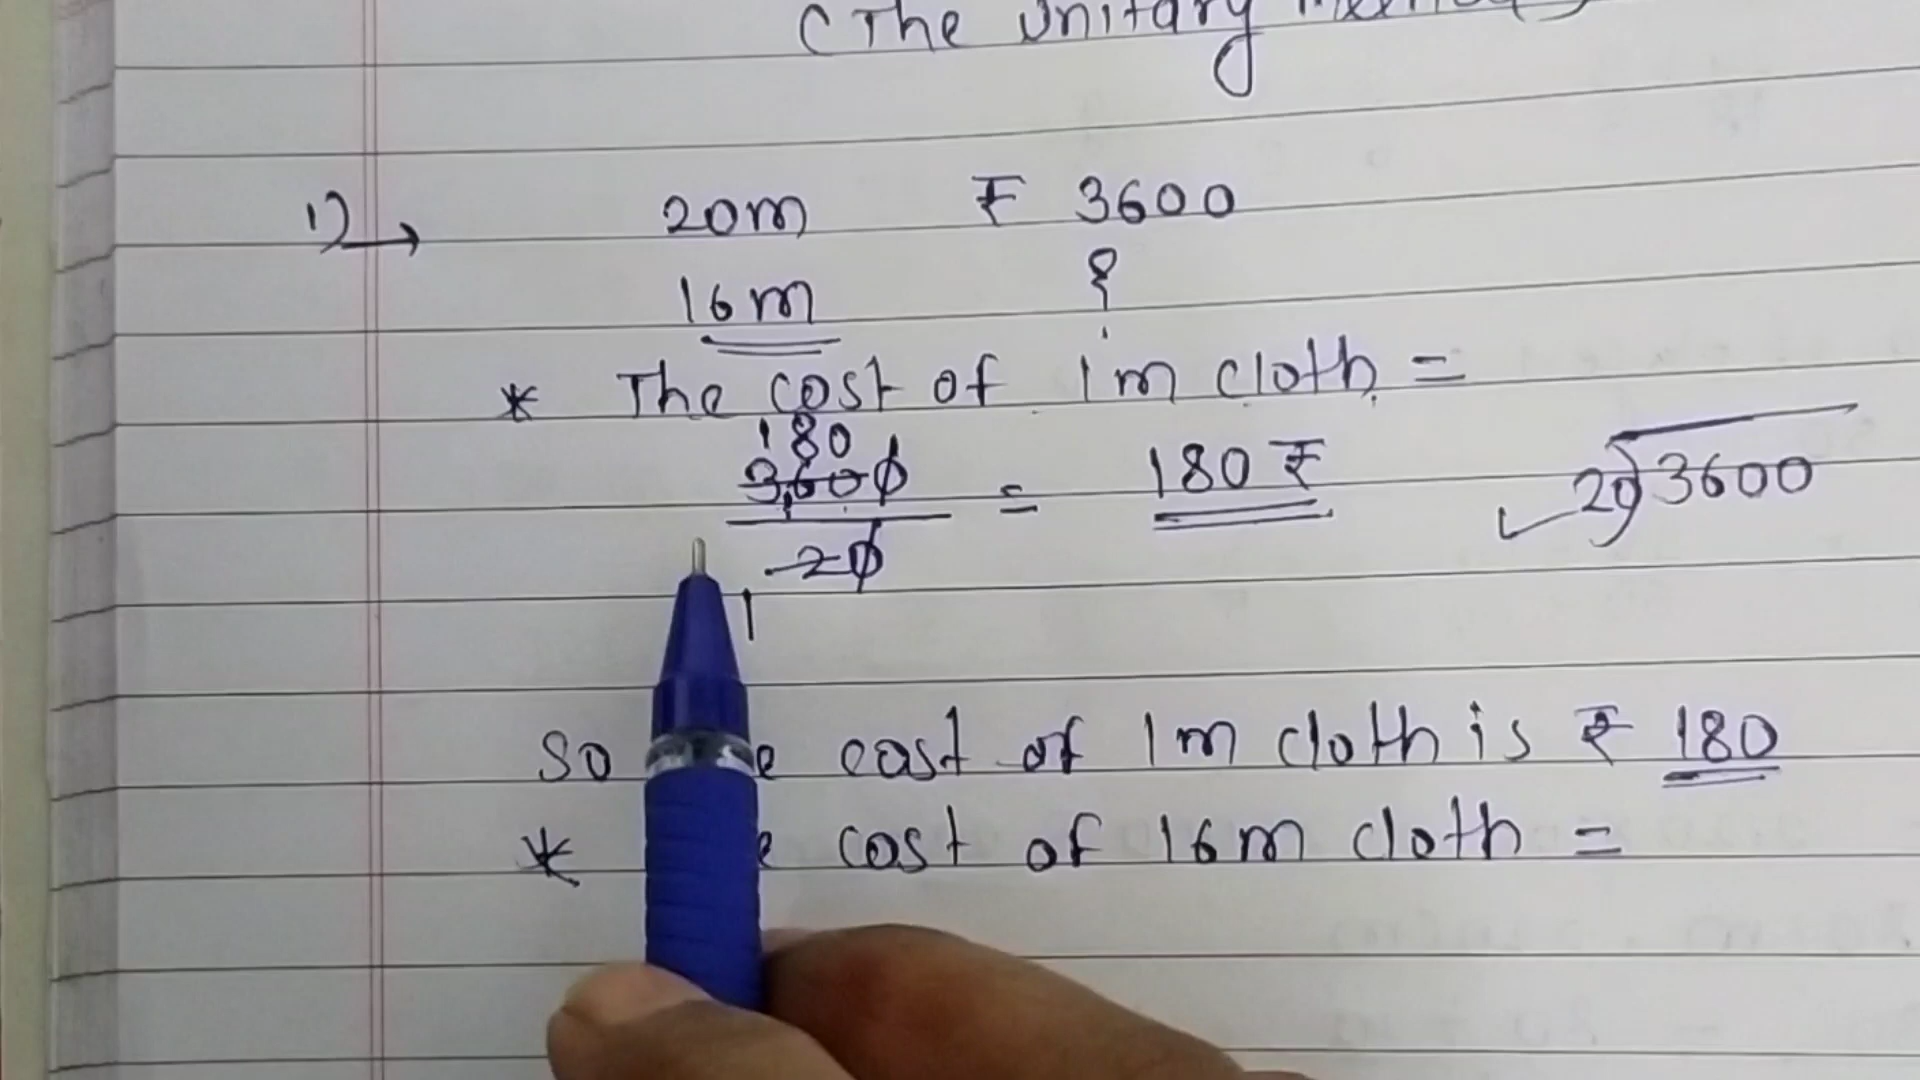 (The Unitary
1)→ 20m ₹ 3600
16m ?
* The cost of 1m cloth =
180
3600
20
1
= 180 ₹
20)3600
So cost of 1m cloth is ₹ 180
* cost of 16m cloth =